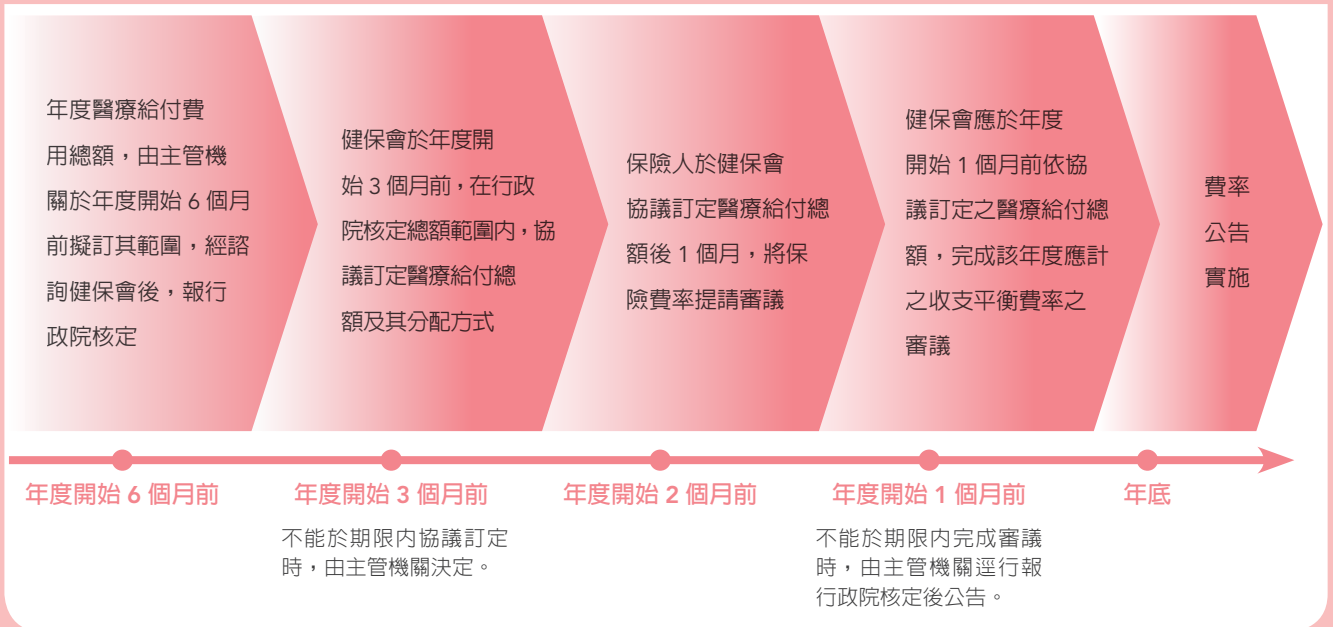 年度醫療給付費
用總額，由主管機
關於年度開始 6 個月
前擬訂其範圍，經諮
詢健保會後，報行
政院核定
健保會於年度開
始 3 個月前，在行政
院核定總額範圍內，協
議訂定醫療給付總
額及其分配方式
保險人於健保會
協議訂定醫療給付總
額後 1 個月，將保
險費率提請審議
健保會應於年度
開始 1 個月前依協
議訂定之醫療給付總
額，完成該年度應計
之收支平衡費率之
審議
費率
公告
實施
年度開始 6 個月前
年度開始 3 個月前
不能於期限內協議訂定
時，由主管機關決定。
年度開始 2 個月前
年度開始 1 個月前
不能於期限內完成審議
時，由主管機關逕行報
行政院核定後公告。
年底